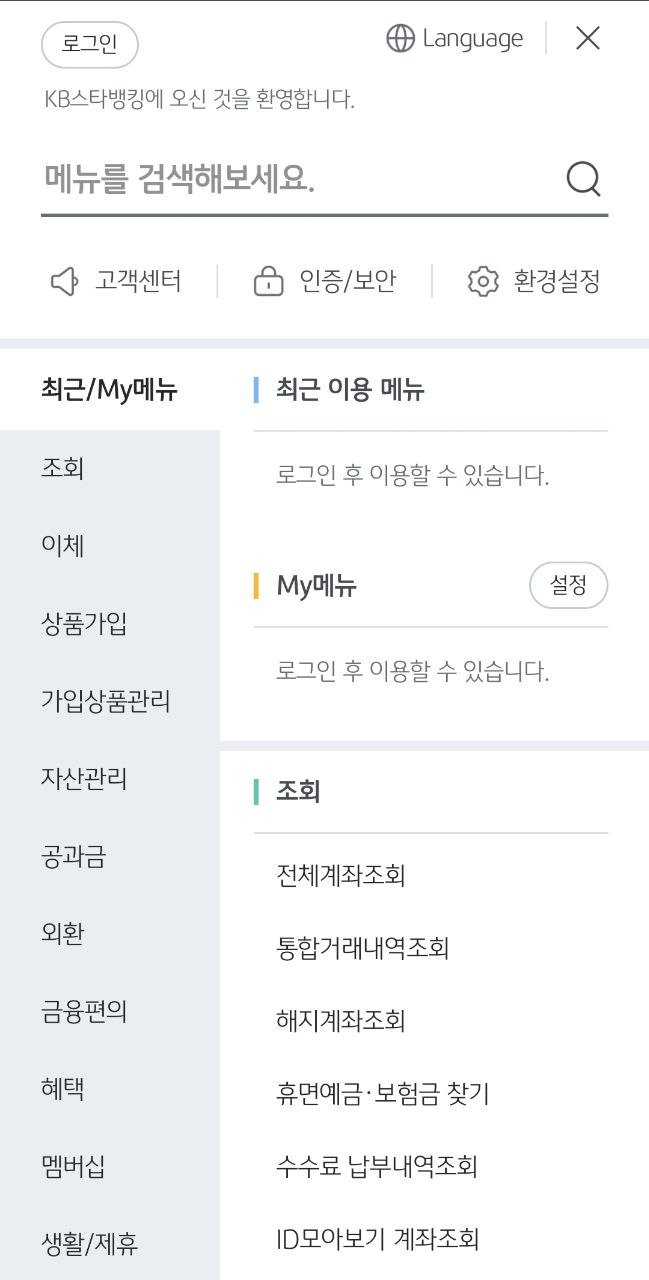 로그인
Language
KB스타뱅킹에 오신 것을 환영합니다.
메뉴를 검색해보세요.
고객센터
인증/보안
환경설정
최근/My메뉴
조회
이체
상품가입
가입상품관리
자산관리
공과금
외환
금융편의
혜택
멤버십
생활/제휴
최근 이용 메뉴
로그인 후 이용할 수 있습니다.
My메뉴
설정
로그인 후 이용할 수 있습니다.
조회
전체계좌조회
통합거래내역조회
해지계좌조회
휴면예금·보험금 찾기
수수료 납부내역조회
ID모아보기 계좌조회